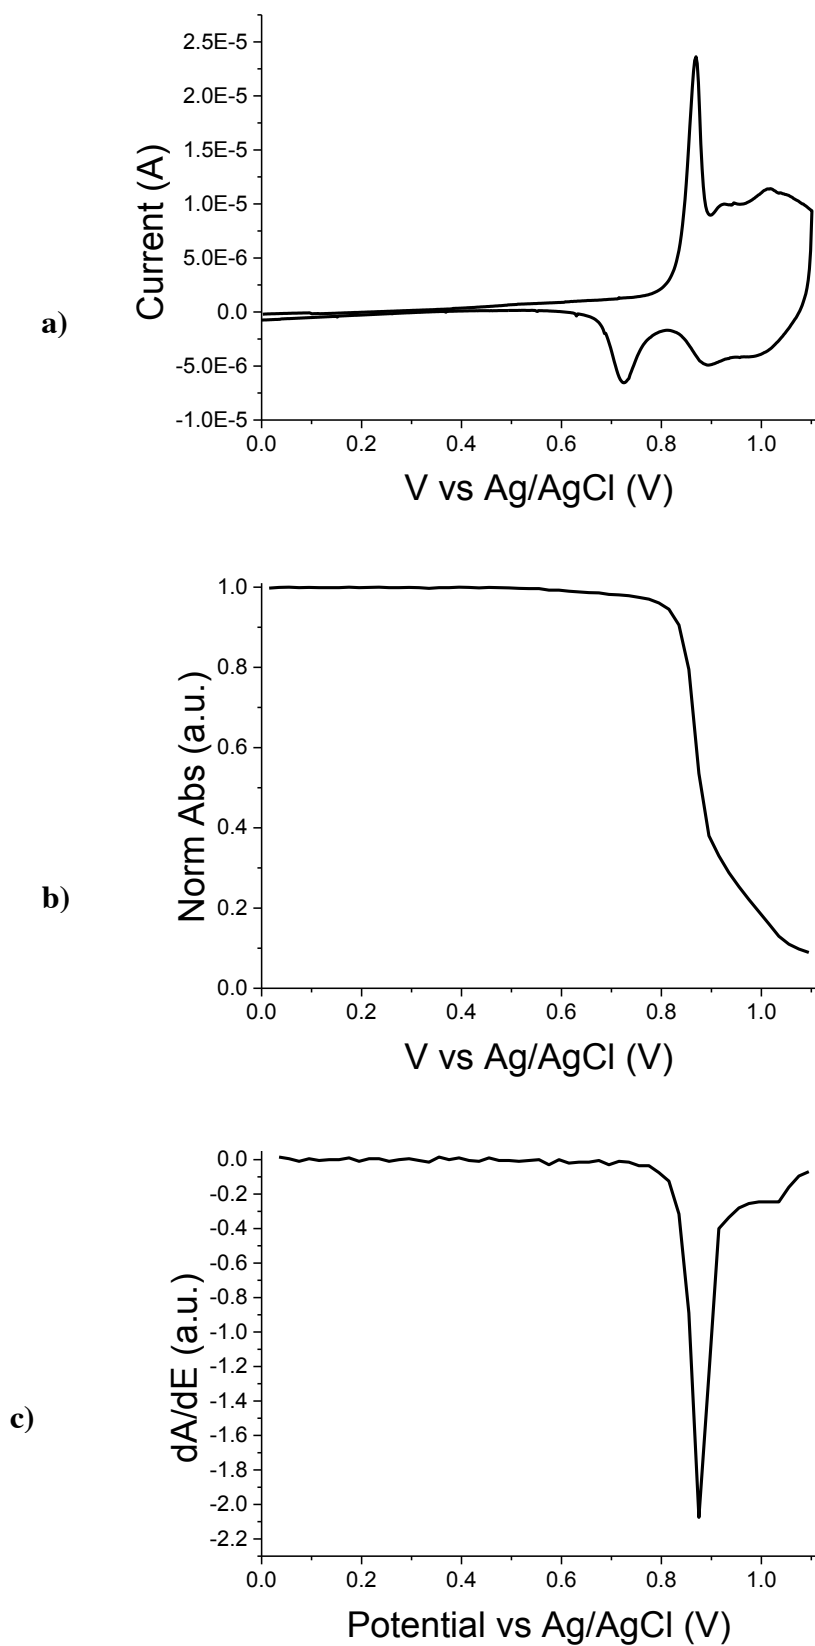 2.5E-5
2.0E-5
1.5E-5
1.0E-5
5.0E-6
0.0
-5.0E-6
-1.0E-5
Current (A)
a)
0.0 0.2 0.4 0.6 0.8 1.0
V vs Ag/AgCl (V)
1.0
0.8
0.6
0.4
0.2
0.0
Norm Abs (a.u.)
b)
0.0 0.2 0.4 0.6 0.8 1.0
V vs Ag/AgCl (V)
0.0
-0.2
-0.4
-0.6
-0.8
-1.0
-1.2
-1.4
-1.6
-1.8
-2.0
-2.2
dA/dE (a.u.)
c)
0.0 0.2 0.4 0.6 0.8 1.0
Potential vs Ag/AgCl (V)